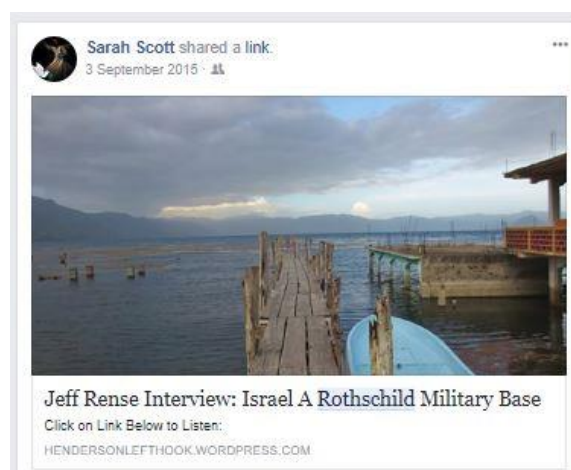 Sarah Scott shared a link.
3 September 2015 ·
Jeff Rense Interview: Israel A Rothschild Military Base
Click on Link Below to Listen:
HENDERSONLEFTHOOK.WORDPRESS.COM